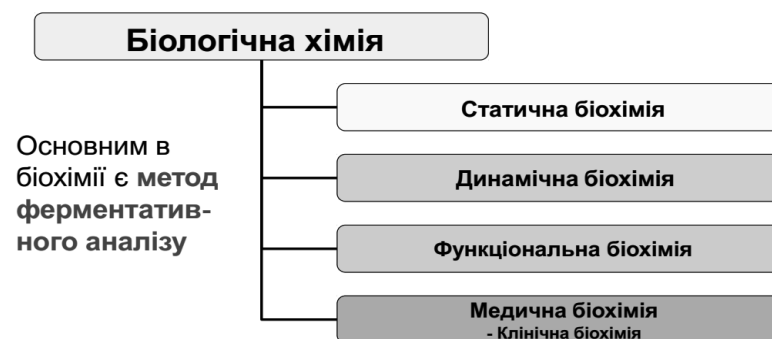 Біологічна хімія
Статична біохімія
Основним в
біохімії є метод
ферментатив-
ного аналізу
Динамічна біохімія
Функціональна біохімія
Медична біохімія
- Клінічна біохімія